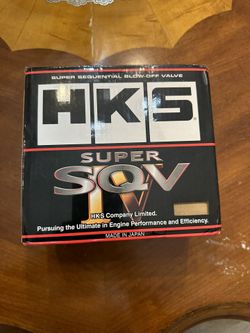 SUPER SEQUENTIAL BLOW-OFF VALVE
HKS
SUPER
SQV
IV
HKS Company Limited.
Pursuing the Ultimate in Engine Performance and Efficiency.
MADE IN JAPAN